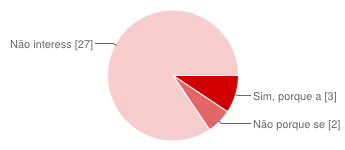 Não interess [27]
Sim, porque a [3]
Não porque se [2]